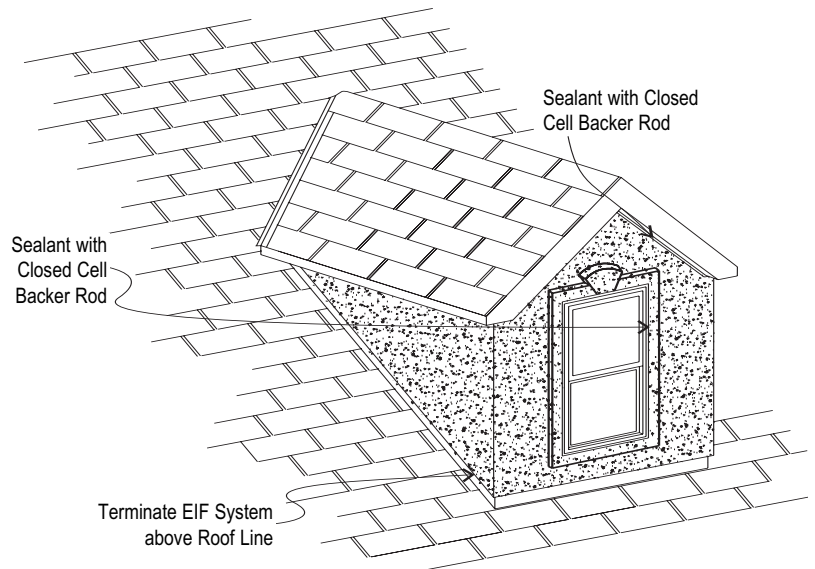 Sealant with Closed
Cell Backer Rod
Sealant with
Closed Cell
Backer Rod
Terminate EIF System
above Roof Line